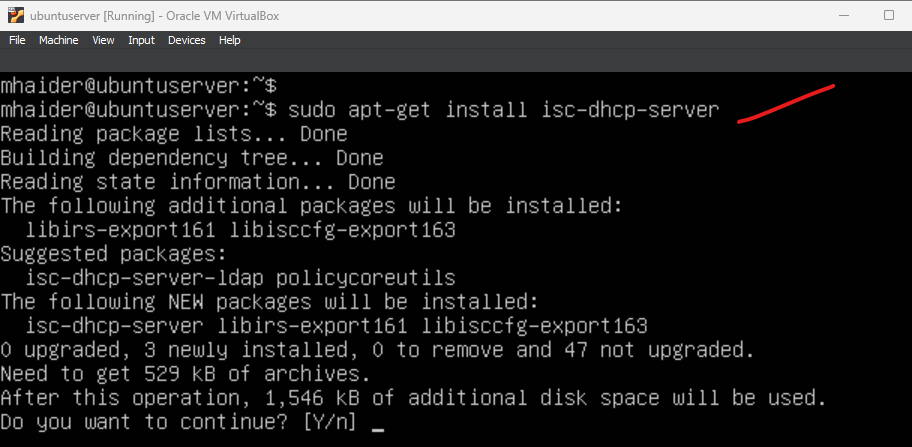 ubuntuserver [Running] - Oracle VM VirtualBox
File Machine View Input Devices Help
mhaider@ubuntuserver:~$
mhaider@ubuntuserver:~$ sudo apt-get install isc-dhcp-server
Reading package lists... Done
Building dependency tree... Done
Reading state information... Done
The following additional packages will be installed:
  libirs-export161 libisccfg-export163
Suggested packages:
  isc-dhcp-server-ldap policycoreutils
The following NEW packages will be installed:
  isc-dhcp-server libirs-export161 libisccfg-export163
0 upgraded, 3 newly installed, 0 to remove and 47 not upgraded.
Need to get 529 kB of archives.
After this operation, 1,546 kB of additional disk space will be used.
Do you want to continue? [Y/n] _